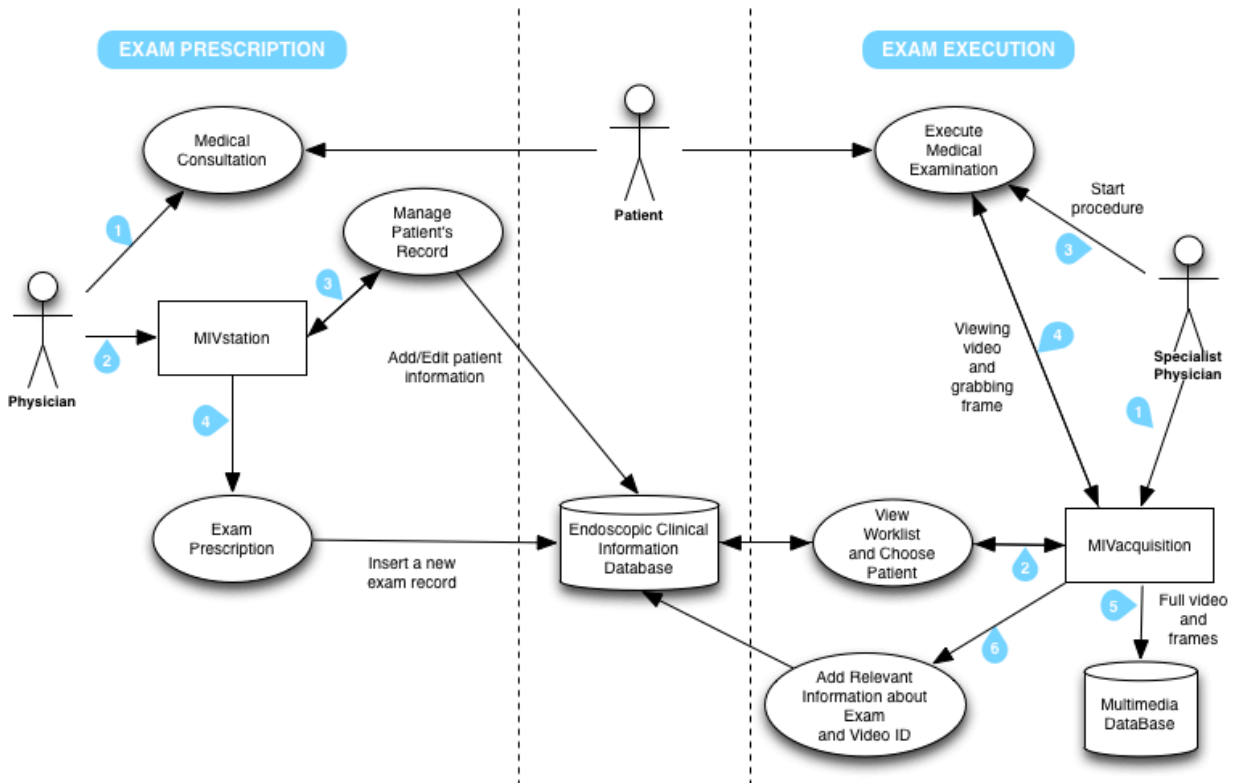 EXAM PRESCRIPTION
EXAM EXECUTION
Medical
Consultation
Execute
Medical
Examination
Patient
Manage
Patient's
Record
Start
procedure
1
3
3
2
MIVstation
Physician
Add/Edit patient
information
Viewing
video
and
grabbing
frame
4
Specialist
Physician
4
1
Exam
Prescription
Insert a new
exam record
Endoscopic Clinical
Information
Database
View
Worklist
and Choose
Patient
2
MIVacquisition
5
Full video
and
frames
6
Add Relevant
Information about
Exam
and Video ID
Multimedia
DataBase